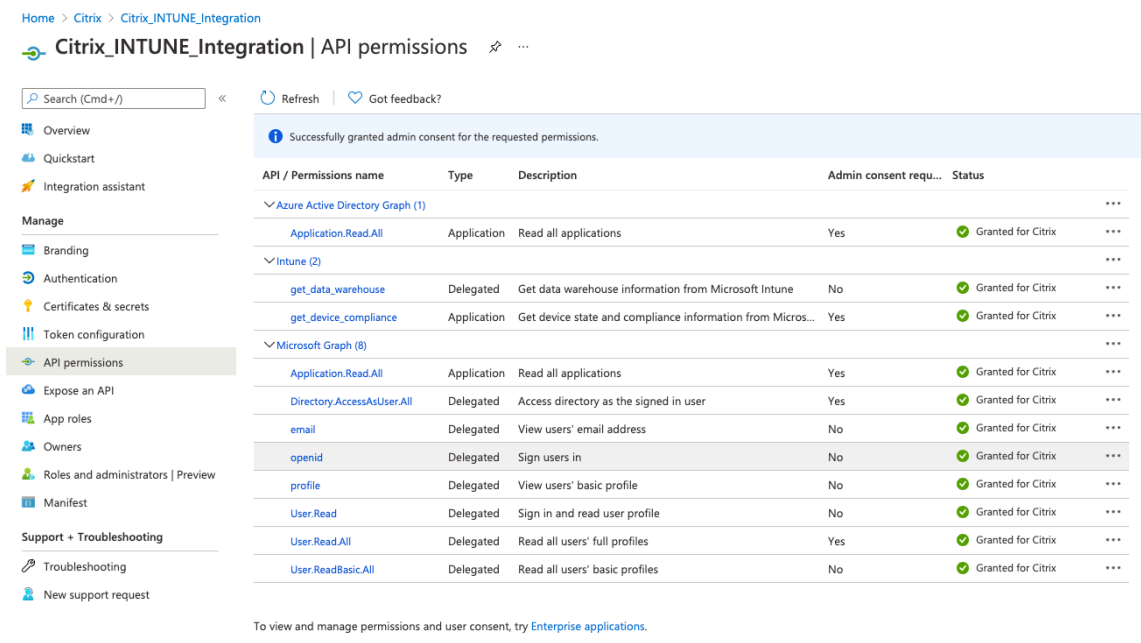 Home > Citrix > Citrix_INTUNE_Integration
Citrix_INTUNE_Integration | API permissions
Search (Cmd+/)
Refresh
Got feedback?
Overview
Quickstart
Integration assistant
Manage
Branding
Authentication
Certificates & secrets
Token configuration
API permissions
Expose an API
App roles
Owners
Roles and administrators | Preview
Manifest
Support + Troubleshooting
Troubleshooting
New support request
Successfully granted admin consent for the requested permissions.
API / Permissions name Type Description Admin consent requ... Status
Azure Active Directory Graph (1)
Application.Read.All Application Read all applications Yes Granted for Citrix
Intune (2)
get_data_warehouse Delegated Get data warehouse information from Microsoft Intune No Granted for Citrix
get_device_compliance Application Get device state and compliance information from Micros... Yes Granted for Citrix
Microsoft Graph (8)
Application.Read.All Application Read all applications Yes Granted for Citrix
Directory.AccessAsUser.All Delegated Access directory as the signed in user Yes Granted for Citrix
email Delegated View users' email address No Granted for Citrix
openid Delegated Sign users in No Granted for Citrix
profile Delegated View users' basic profile No Granted for Citrix
User.Read Delegated Sign in and read user profile No Granted for Citrix
User.Read.All Delegated Read all users' full profiles Yes Granted for Citrix
User.ReadBasic.All Delegated Read all users' basic profiles No Granted for Citrix
To view and manage permissions and user consent, try Enterprise applications.